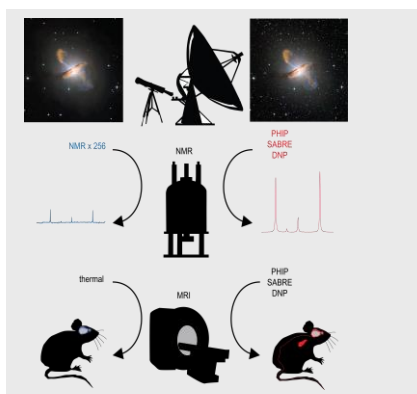 NMR x 256
NMR
PHIP
SABRE
DNP
thermal
MRI
PHIP
SABRE
DNP